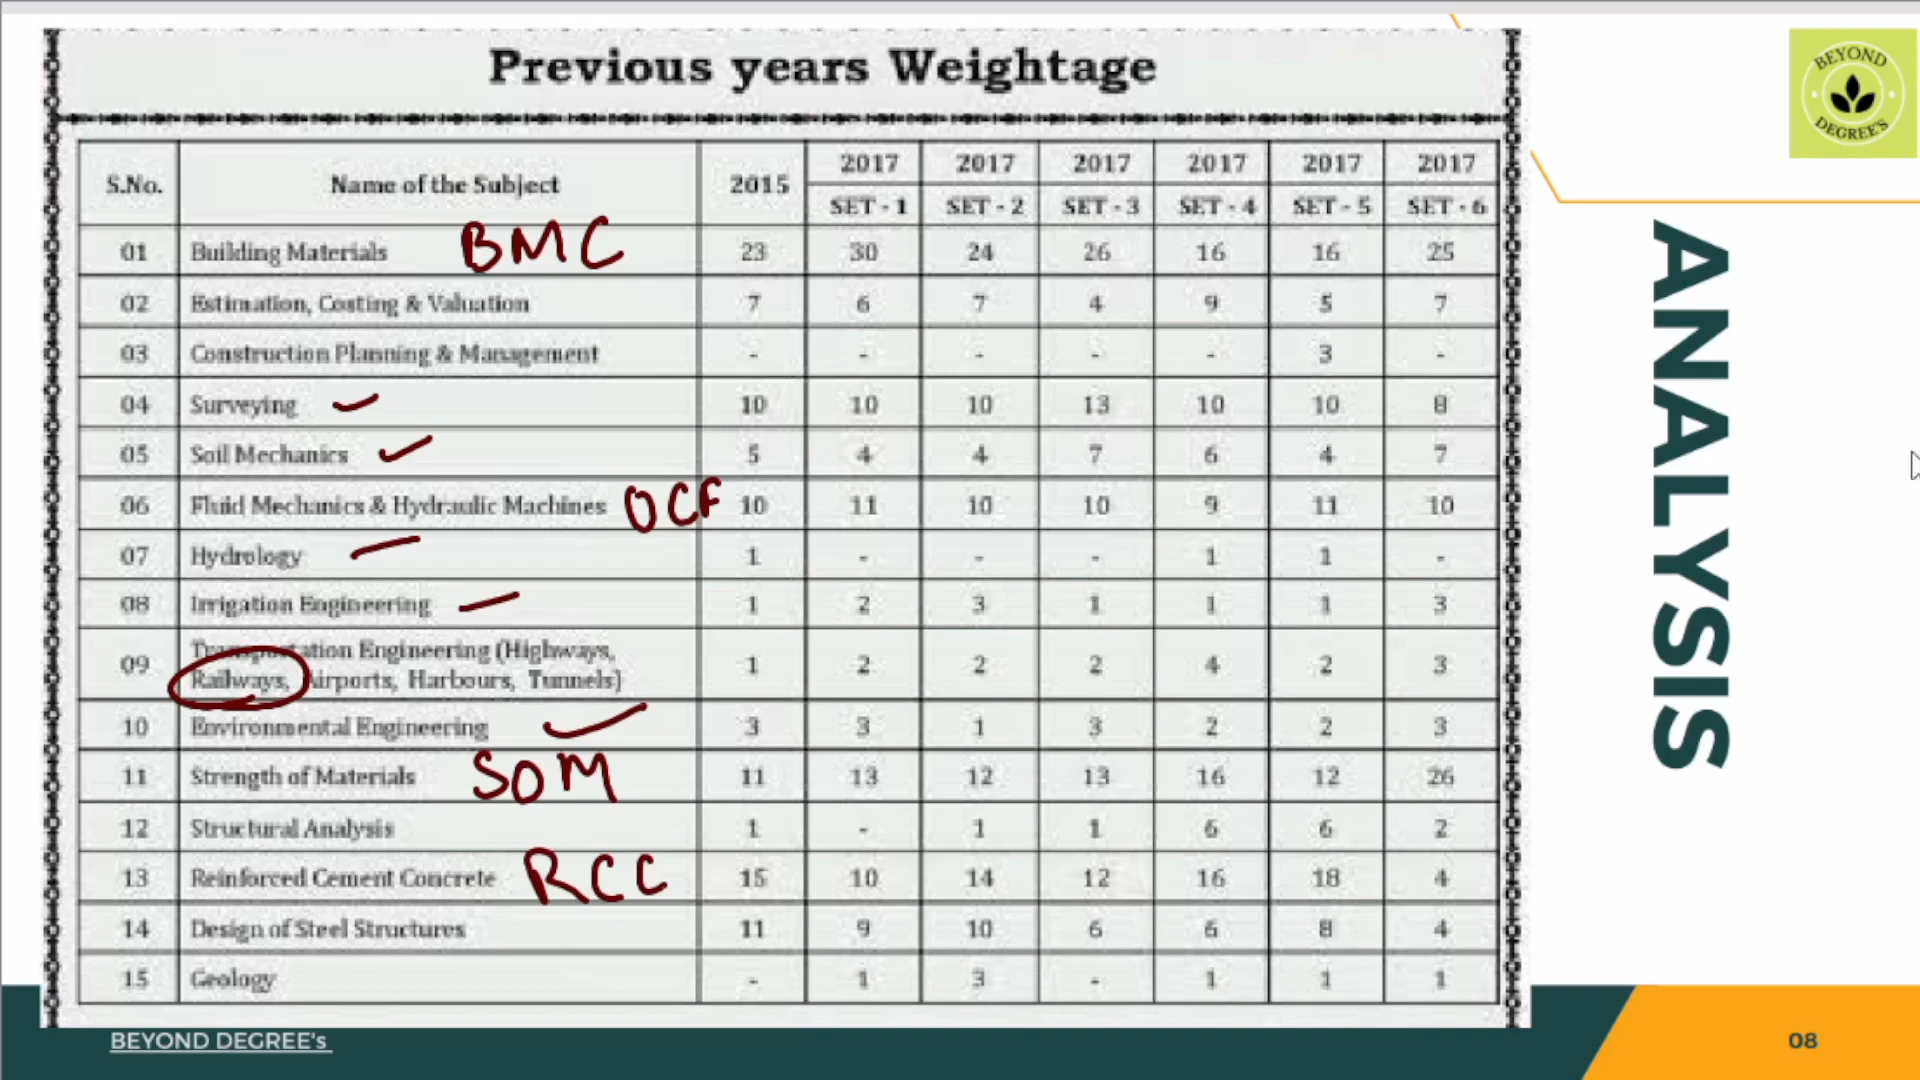 Previous years Weightage
BEYOND DEGREE'S
S.No. Name of the Subject 2015 2017 SET - 1 2017 SET - 2 2017 SET - 3 2017 SET - 4 2017 SET - 5 2017 SET - 6
01 Building Materials BMC 23 30 24 26 16 16 25
02 Estimation, Costing & Valuation 7 6 7 4 9 5 7
03 Construction Planning & Management - - - - - 3 -
04 Surveying 10 10 10 13 10 10 8
05 Soil Mechanics 5 4 4 7 6 4 7
06 Fluid Mechanics & Hydraulic Machines OCF 10 11 10 10 9 11 10
07 Hydrology 1 - - - 1 1 -
08 Irrigation Engineering 1 2 3 1 1 1 3
09 Transportation Engineering (Highways, Railways, Airports, Harbours, Tunnels) 1 2 2 2 4 2 3
10 Environmental Engineering 3 3 1 3 2 2 3
11 Strength of Materials SOM 11 13 12 13 16 12 26
12 Structural Analysis 1 - 1 1 6 6 2
13 Reinforced Cement Concrete RCC 15 10 14 12 16 18 4
14 Design of Steel Structures 11 9 10 6 6 8 4
15 Geology - 1 3 - 1 1 1
ANALYSIS
BEYOND DEGREE's
08